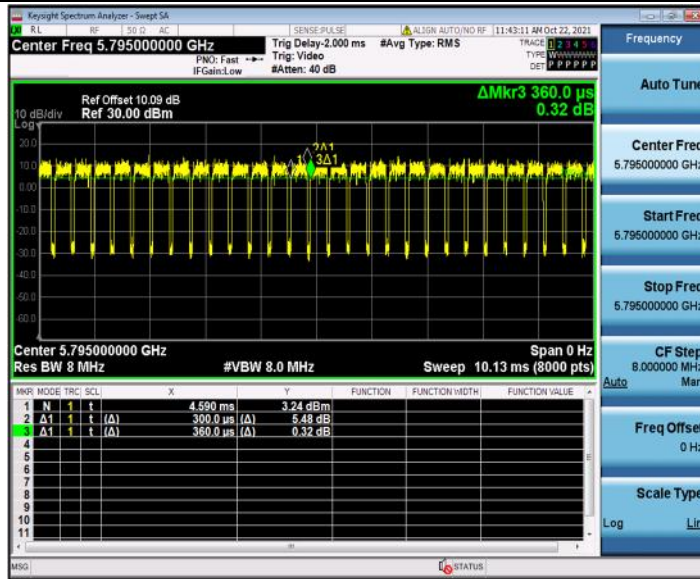 Keysight Spectrum Analyzer - Swept SA
RL RF 50 Ω AC SENSE:PULSE ALIGN AUTO/NO RF 11:43:11 AM Oct 22, 2021
Center Freq 5.795000000 GHz
PNO: Fast
IFGain:Low
Trig Delay-2.000 ms
Trig: Video
#Atten: 40 dB
#Avg Type: RMS
TRACE 1 2 3 4 5 6
TYPE
DET P P P P P P
Ref Offset 10.09 dB
10 dB/div Ref 30.00 dBm
Log
ΔMkr3 360.0 µs
0.32 dB
20.0
10.0
0.00
-10.0
-20.0
-30.0
-40.0
-50.0
-60.0
2Δ1
3Δ1
1
Center 5.795000000 GHz Span 0 Hz
Res BW 8 MHz #VBW 8.0 MHz Sweep 10.13 ms (8000 pts)
MKR MODE TRC SCL X Y FUNCTION FUNCTION WIDTH FUNCTION VALUE
1 N 1 t 4.590 ms 3.24 dBm
2 Δ1 1 t (Δ) 300.0 µs (Δ) 5.48 dB
3 Δ1 1 t (Δ) 360.0 µs (Δ) 0.32 dB
4
5
6
7
8
9
10
11
MSG STATUS
Frequency
Auto Tune
Center Freq
5.795000000 GHz
Start Freq
5.795000000 GHz
Stop Freq
5.795000000 GHz
CF Step
8.000000 MHz
Auto Man
Freq Offset
0 Hz
Scale Type
Log Lin